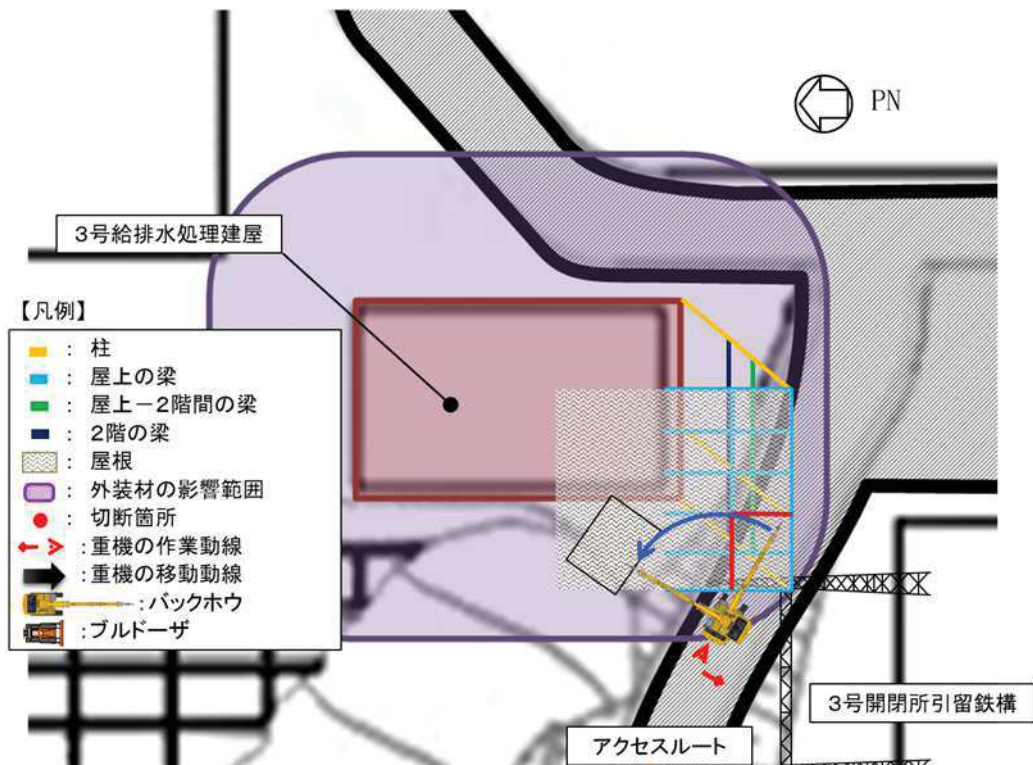 PN
3号給排水処理建屋
【凡例】
： 柱
： 屋上の梁
： 屋上－2階間の梁
： 2階の梁
： 屋根
： 外装材の影響範囲
： 切断箇所
：重機の作業動線
：重機の移動動線
：バックホウ
：ブルドーザ
3号開閉所引留鉄構
アクセスルート